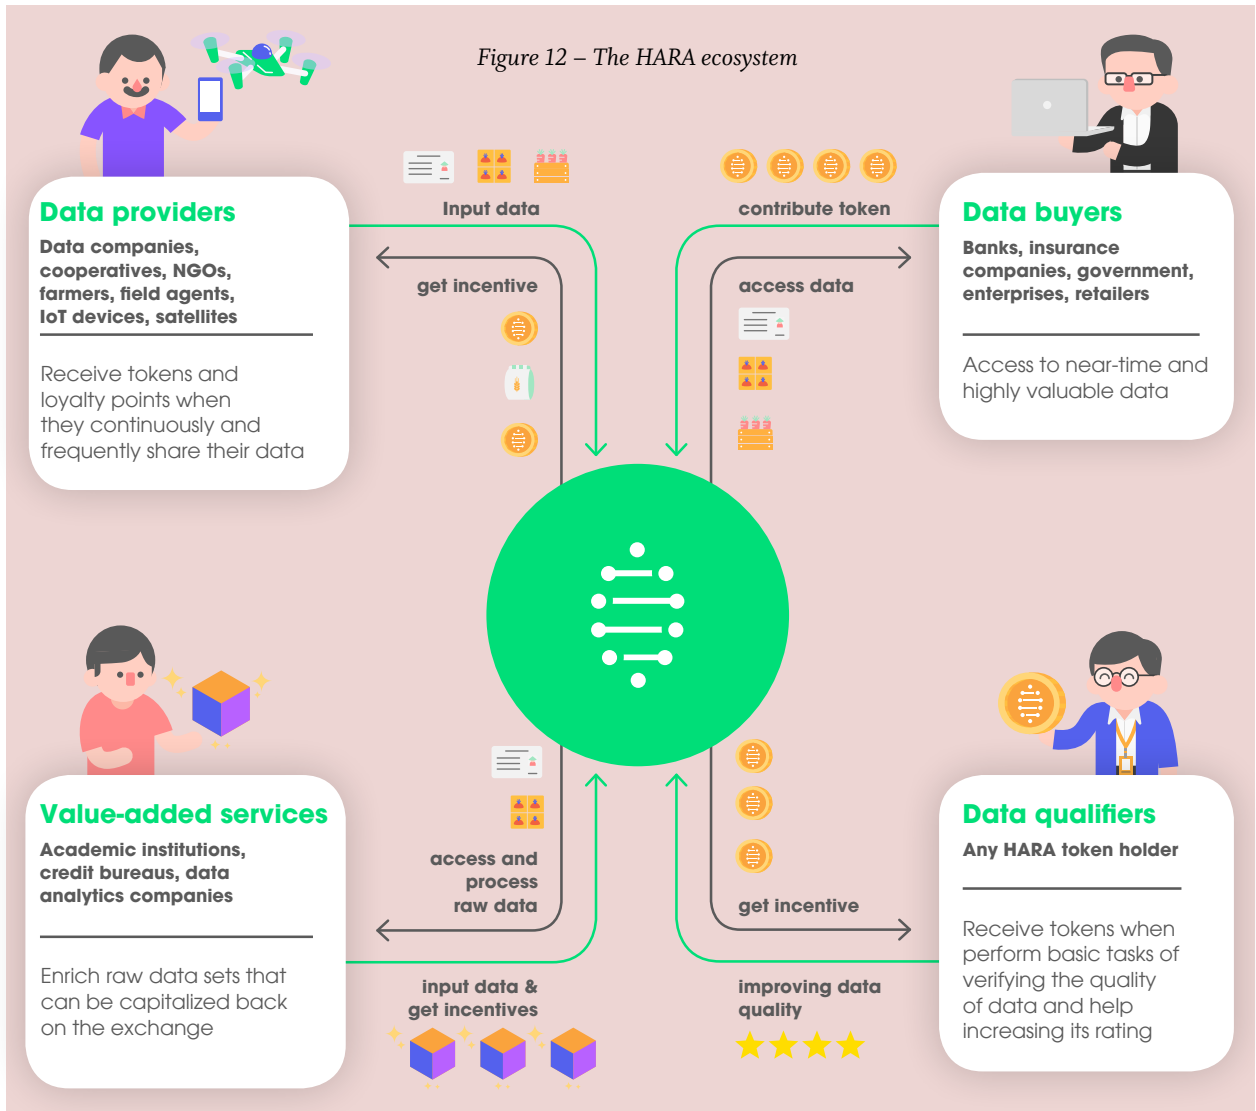 Figure 12 – The HARA ecosystem
Input data
contribute token
Data providers
Data companies,
cooperatives, NGOs,
farmers, field agents,
IoT devices, satellites
Receive tokens and
loyalty points when
they continuously and
frequently share their data
get incentive
access data
Data buyers
Banks, insurance
companies, government,
enterprises, retailers
Access to near-time and
highly valuable data
Value-added services
Academic institutions,
credit bureaus, data
analytics companies
Enrich raw data sets that
can be capitalized back
on the exchange
access and
process
raw data
input data &
get incentives
get incentive
improving data
quality
Data qualifiers
Any HARA token holder
Receive tokens when
perform basic tasks of
verifying the quality
of data and help
increasing its rating